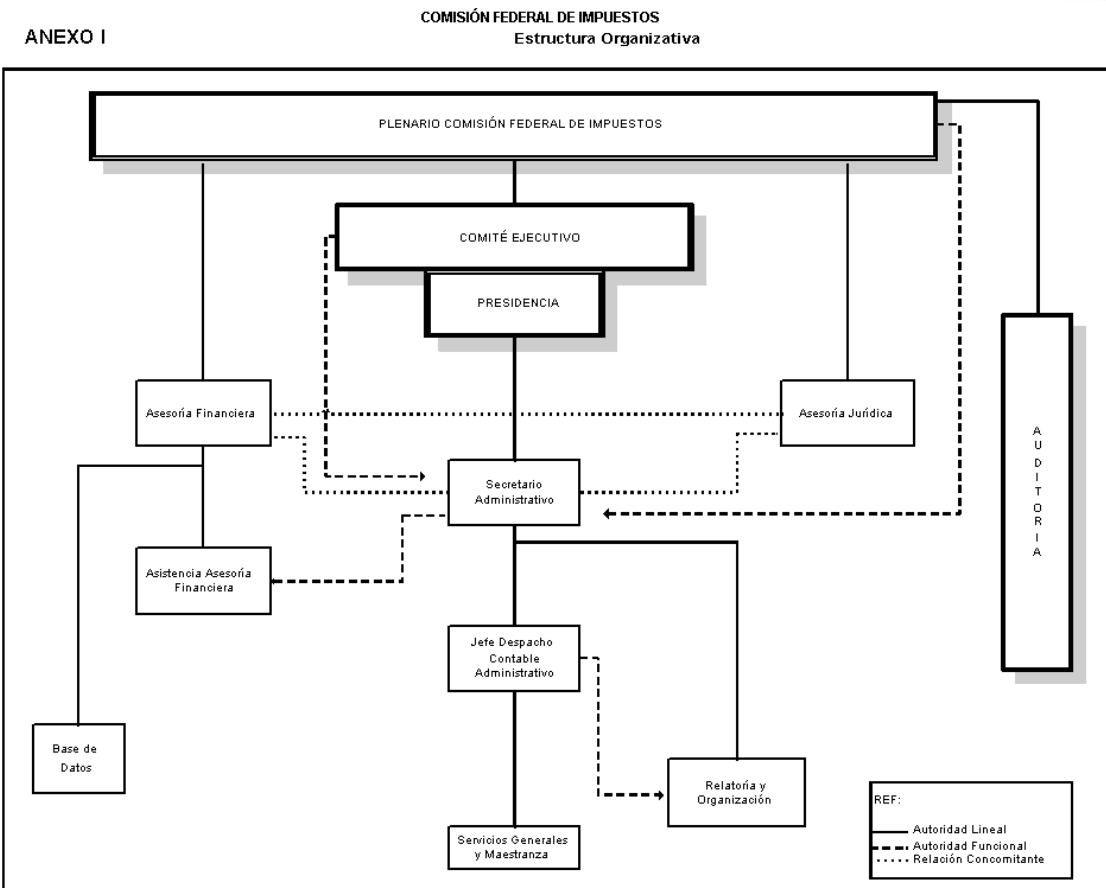 COMISIÓN FEDERAL DE IMPUESTOS
ANEXO I
Estructura Organizativa
PLENARIO COMISIÓN FEDERAL DE IMPUESTOS
COMITÉ EJECUTIVO
PRESIDENCIA
Asesoría Financiera
Asesoría Jurídica
AUDITORIA
Secretario
Administrativo
Asistencia Asesoría
Financiera
Jefe Despacho
Contable
Administrativo
Base de
Datos
Relatoría y
Organización
Servicios Generales
y Maestranza
REF:
Autoridad Lineal
Autoridad Funcional
Relación Concomitante